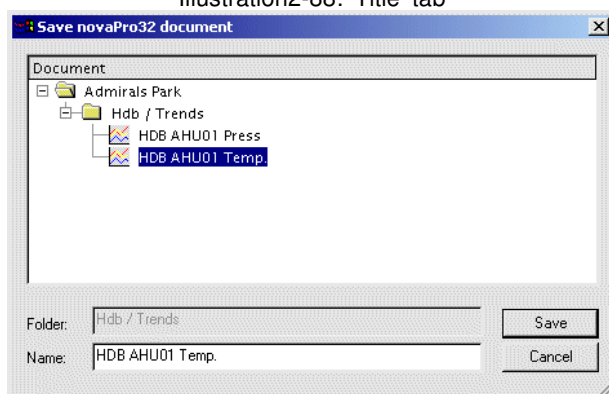 Illustration2-88: Title tab
Save novaPro32 document
Document
Admirals Park
Hdb / Trends
HDB AHU01 Press
HDB AHU01 Temp.
Folder: Hdb / Trends
Save
Name: HDB AHU01 Temp.
Cancel